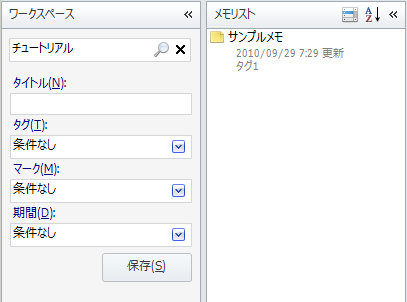 ワークスペース
チュートリアル
タイトル(N):
タグ(T):
条件なし
マーク(M):
条件なし
期間(D):
条件なし
保存(S)
メモリスト
サンプルメモ
2010/09/29 7:29 更新
タグ1